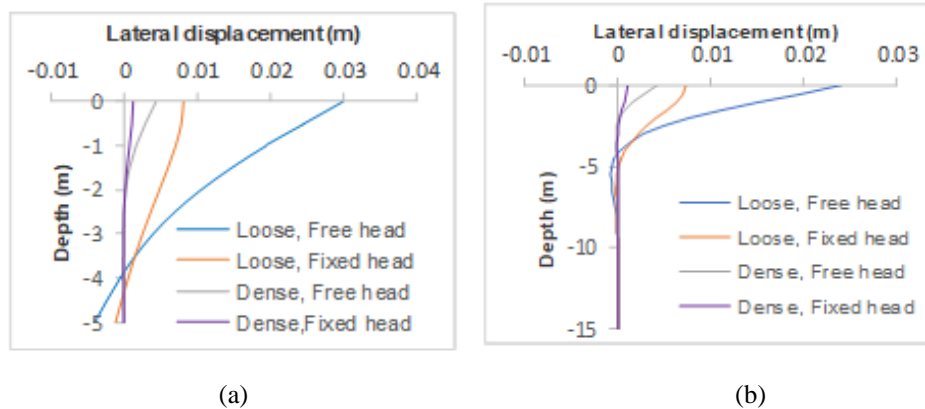 Lateral displacement (m)
-0.01 0 0.01 0.02 0.03 0.04
0
-1
-2
-3
-4
-5
Depth (m)
Loose, Free head
Loose, Fixed head
Dense, Free head
Dense,Fixed head
(a)
Lateral displacement (m)
-0.01 0 0.01 0.02 0.03
0
-5
-10
-15
Depth (m)
Loose, Free head
Loose, Fixed head
Dense, Free head
Dense, Fixed head
(b)